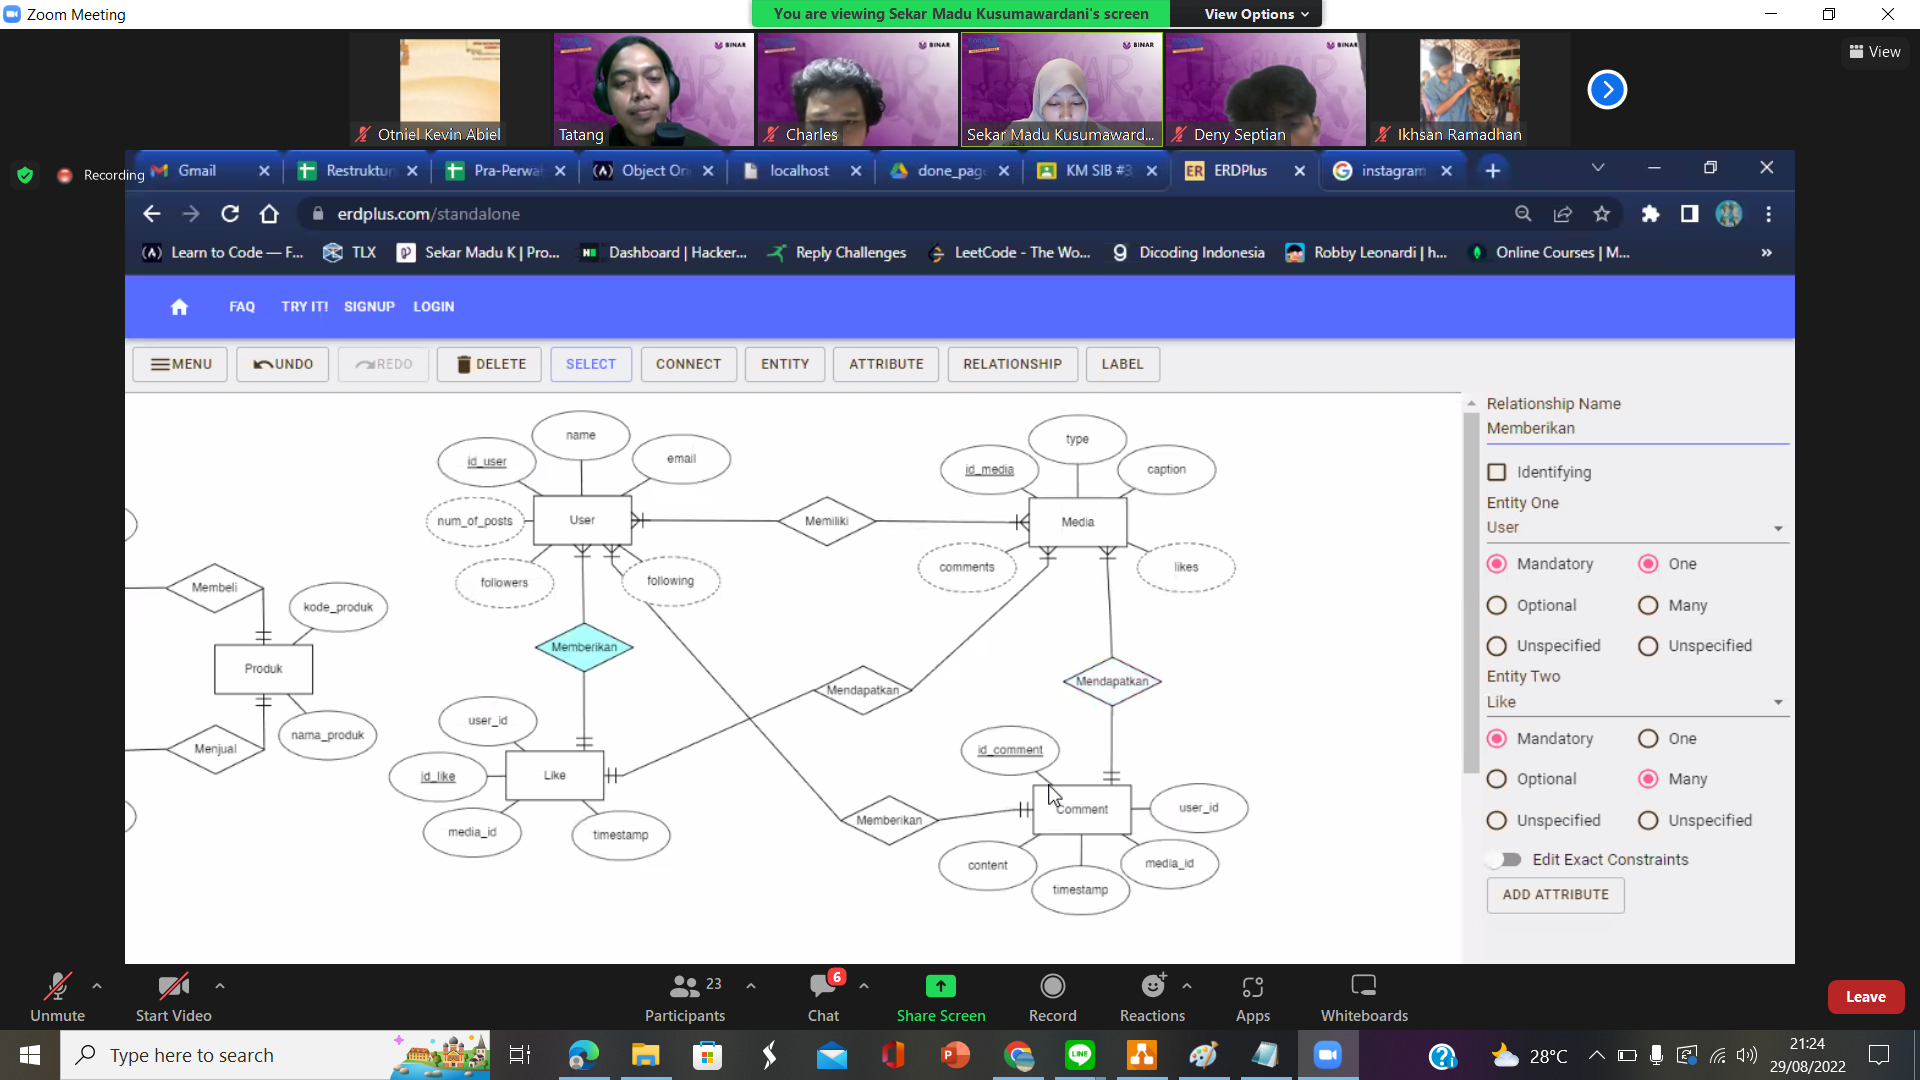 Zoom Meeting
You are viewing Sekar Madu Kusumawardani's screen
View Options
View
BINAR
BINAR
BINAR
BINAR
Otniel Kevin Abiel
Tatang
Charles
Sekar Madu Kusumaward...
Deny Septian
Ikhsan Ramadhan
Recording
Gmail
Restruktur
Pra-Perwal
Object On
localhost
done_pag
KM SIB #3
ERDPlus
instagram
erdplus.com/standalone
Learn to Code — F...
TLX
Sekar Madu K | Pro...
Dashboard | Hacker...
Reply Challenges
LeetCode - The Wo...
Dicoding Indonesia
Robby Leonardi | h...
Online Courses | M...
FAQ
TRY IT!
SIGNUP
LOGIN
MENU
UNDO
REDO
DELETE
SELECT
CONNECT
ENTITY
ATTRIBUTE
RELATIONSHIP
LABEL
name
id_user
email
num_of_posts
User
followers
following
Memiliki
type
id_media
caption
Media
comments
likes
Membeli
kode_produk
Produk
Menjual
nama_produk
Memberikan
Mendapatkan
Mendapatkan
user_id
id_like
Like
media_id
timestamp
Memberikan
id_comment
Comment
user_id
content
timestamp
media_id
Relationship Name
Memberikan
Identifying
Entity One
User
Mandatory
One
Optional
Many
Unspecified
Unspecified
Entity Two
Like
Mandatory
One
Optional
Many
Unspecified
Unspecified
Edit Exact Constraints
ADD ATTRIBUTE
Unmute
Start Video
23
Participants
6
Chat
Share Screen
Record
Reactions
Apps
Whiteboards
Leave
Type here to search
28°C
21:24
29/08/2022